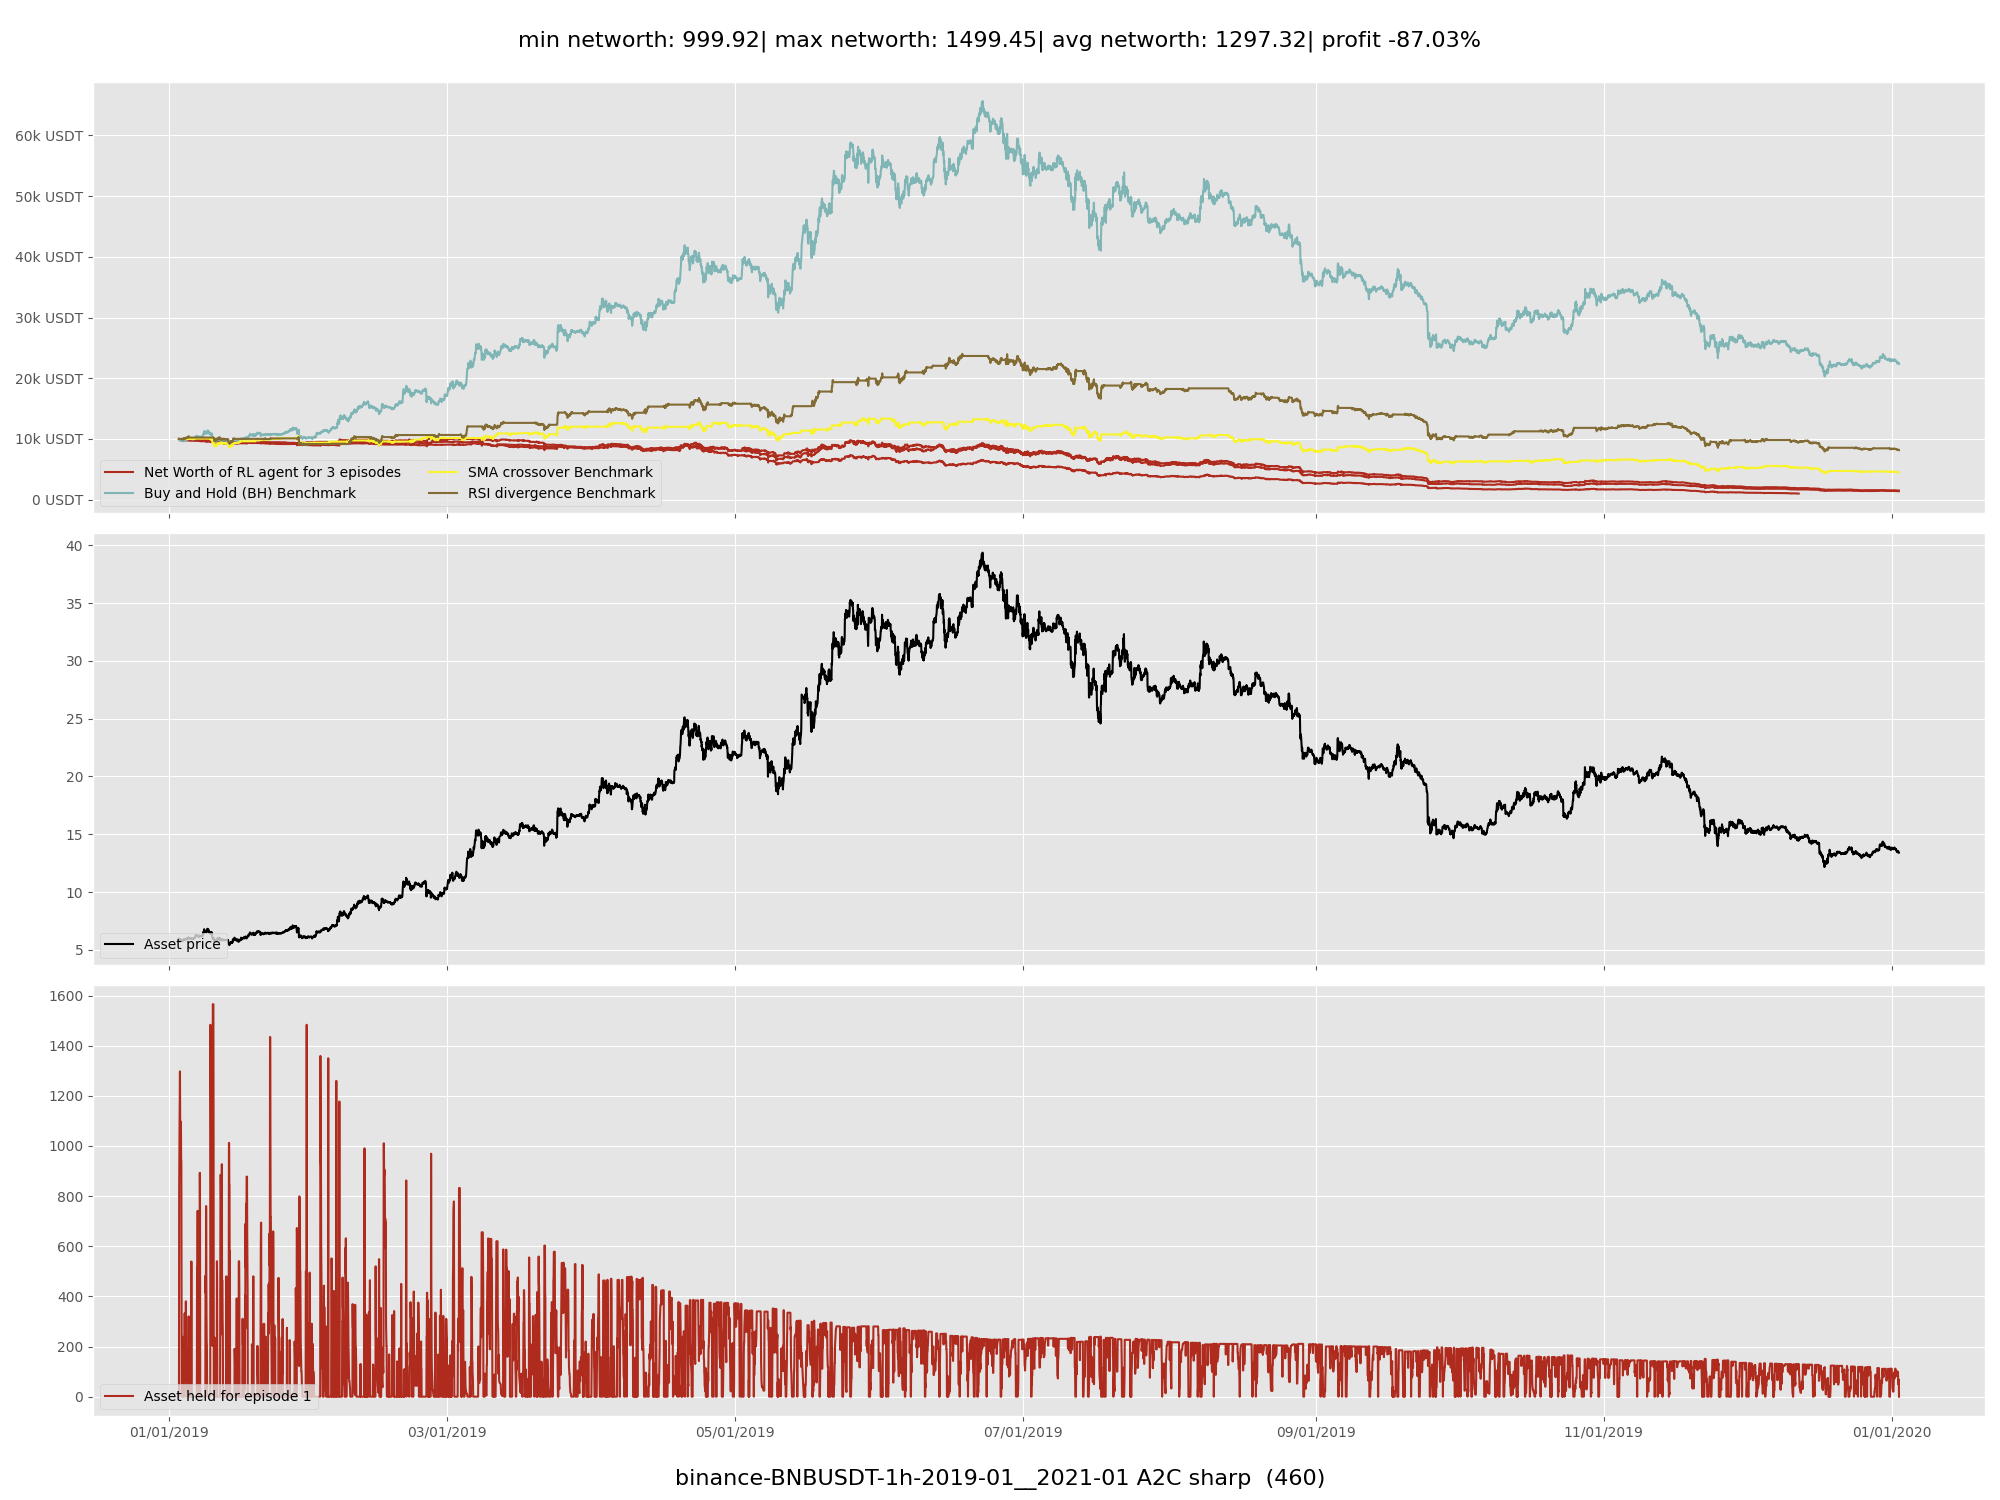 min networth: 999.92| max networth: 1499.45| avg networth: 1297.32| profit -87.03%
60k USDT
50k USDT
40k USDT
30k USDT
20k USDT
10k USDT
0 USDT
Net Worth of RL agent for 3 episodes
Buy and Hold (BH) Benchmark
SMA crossover Benchmark
RSI divergence Benchmark
40
35
30
25
20
15
10
5
Asset price
1600
1400
1200
1000
800
600
400
200
0
Asset held for episode 1
01/01/2019 03/01/2019 05/01/2019 07/01/2019 09/01/2019 11/01/2019 01/01/2020
binance-BNBUSDT-1h-2019-01__2021-01 A2C sharp (460)